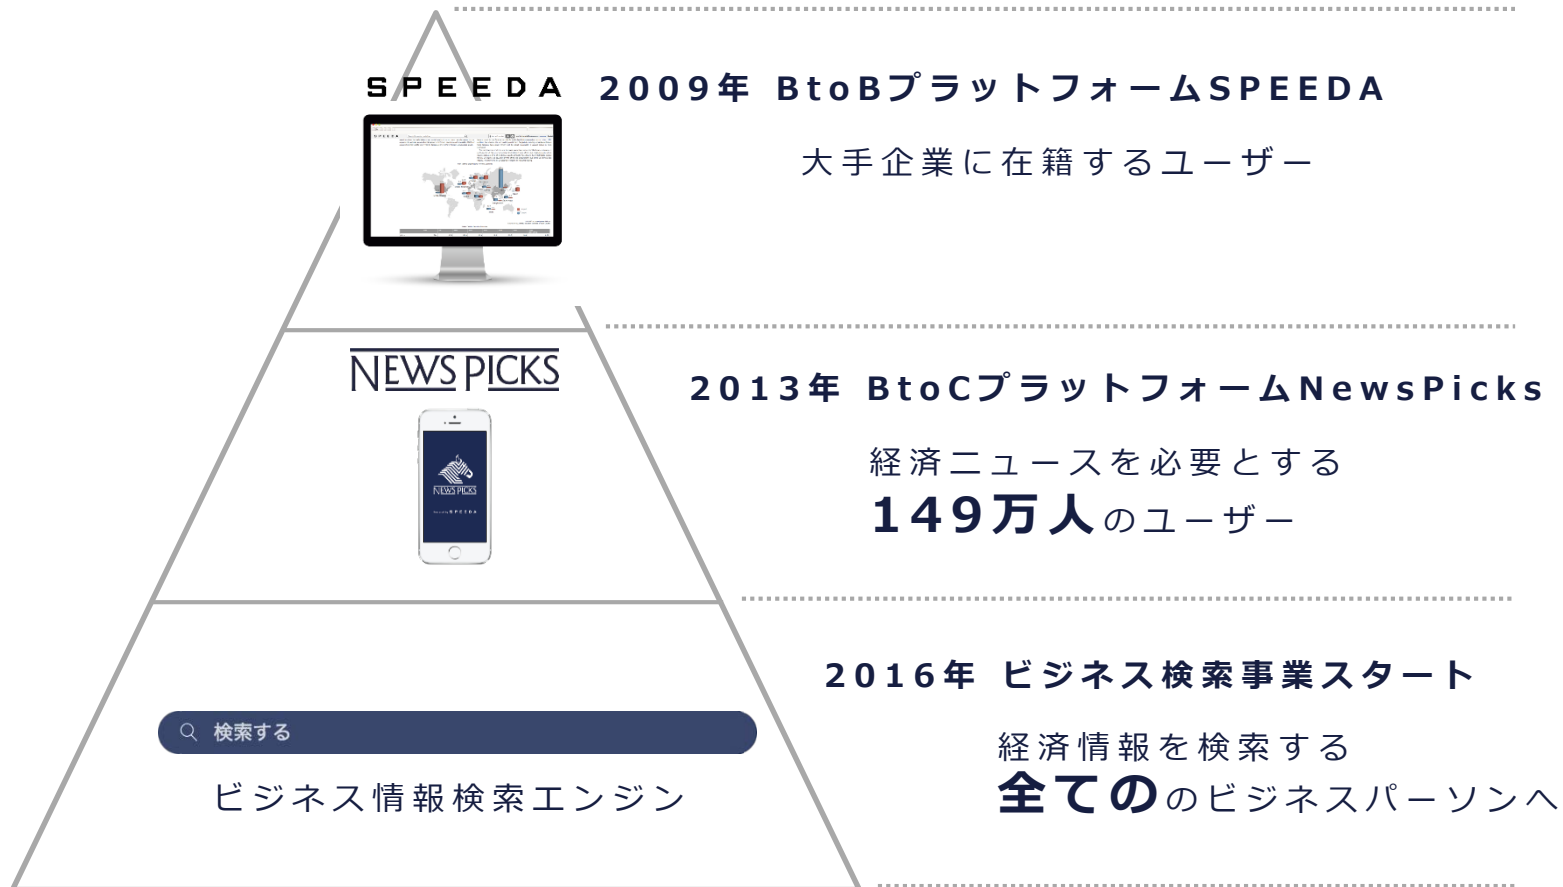 SPEEDA
2009年 BtoBプラットフォームSPEEDA
大手企業に在籍するユーザー
NEWSPICKS
2013年 BtoCプラットフォームNewsPicks
NEWSPICKS
SPEEDA
経済ニュースを必要とする
149万人のユーザー
2016年 ビジネス検索事業スタート
検索する
ビジネス情報検索エンジン
経済情報を検索する
全てののビジネスパーソンへ